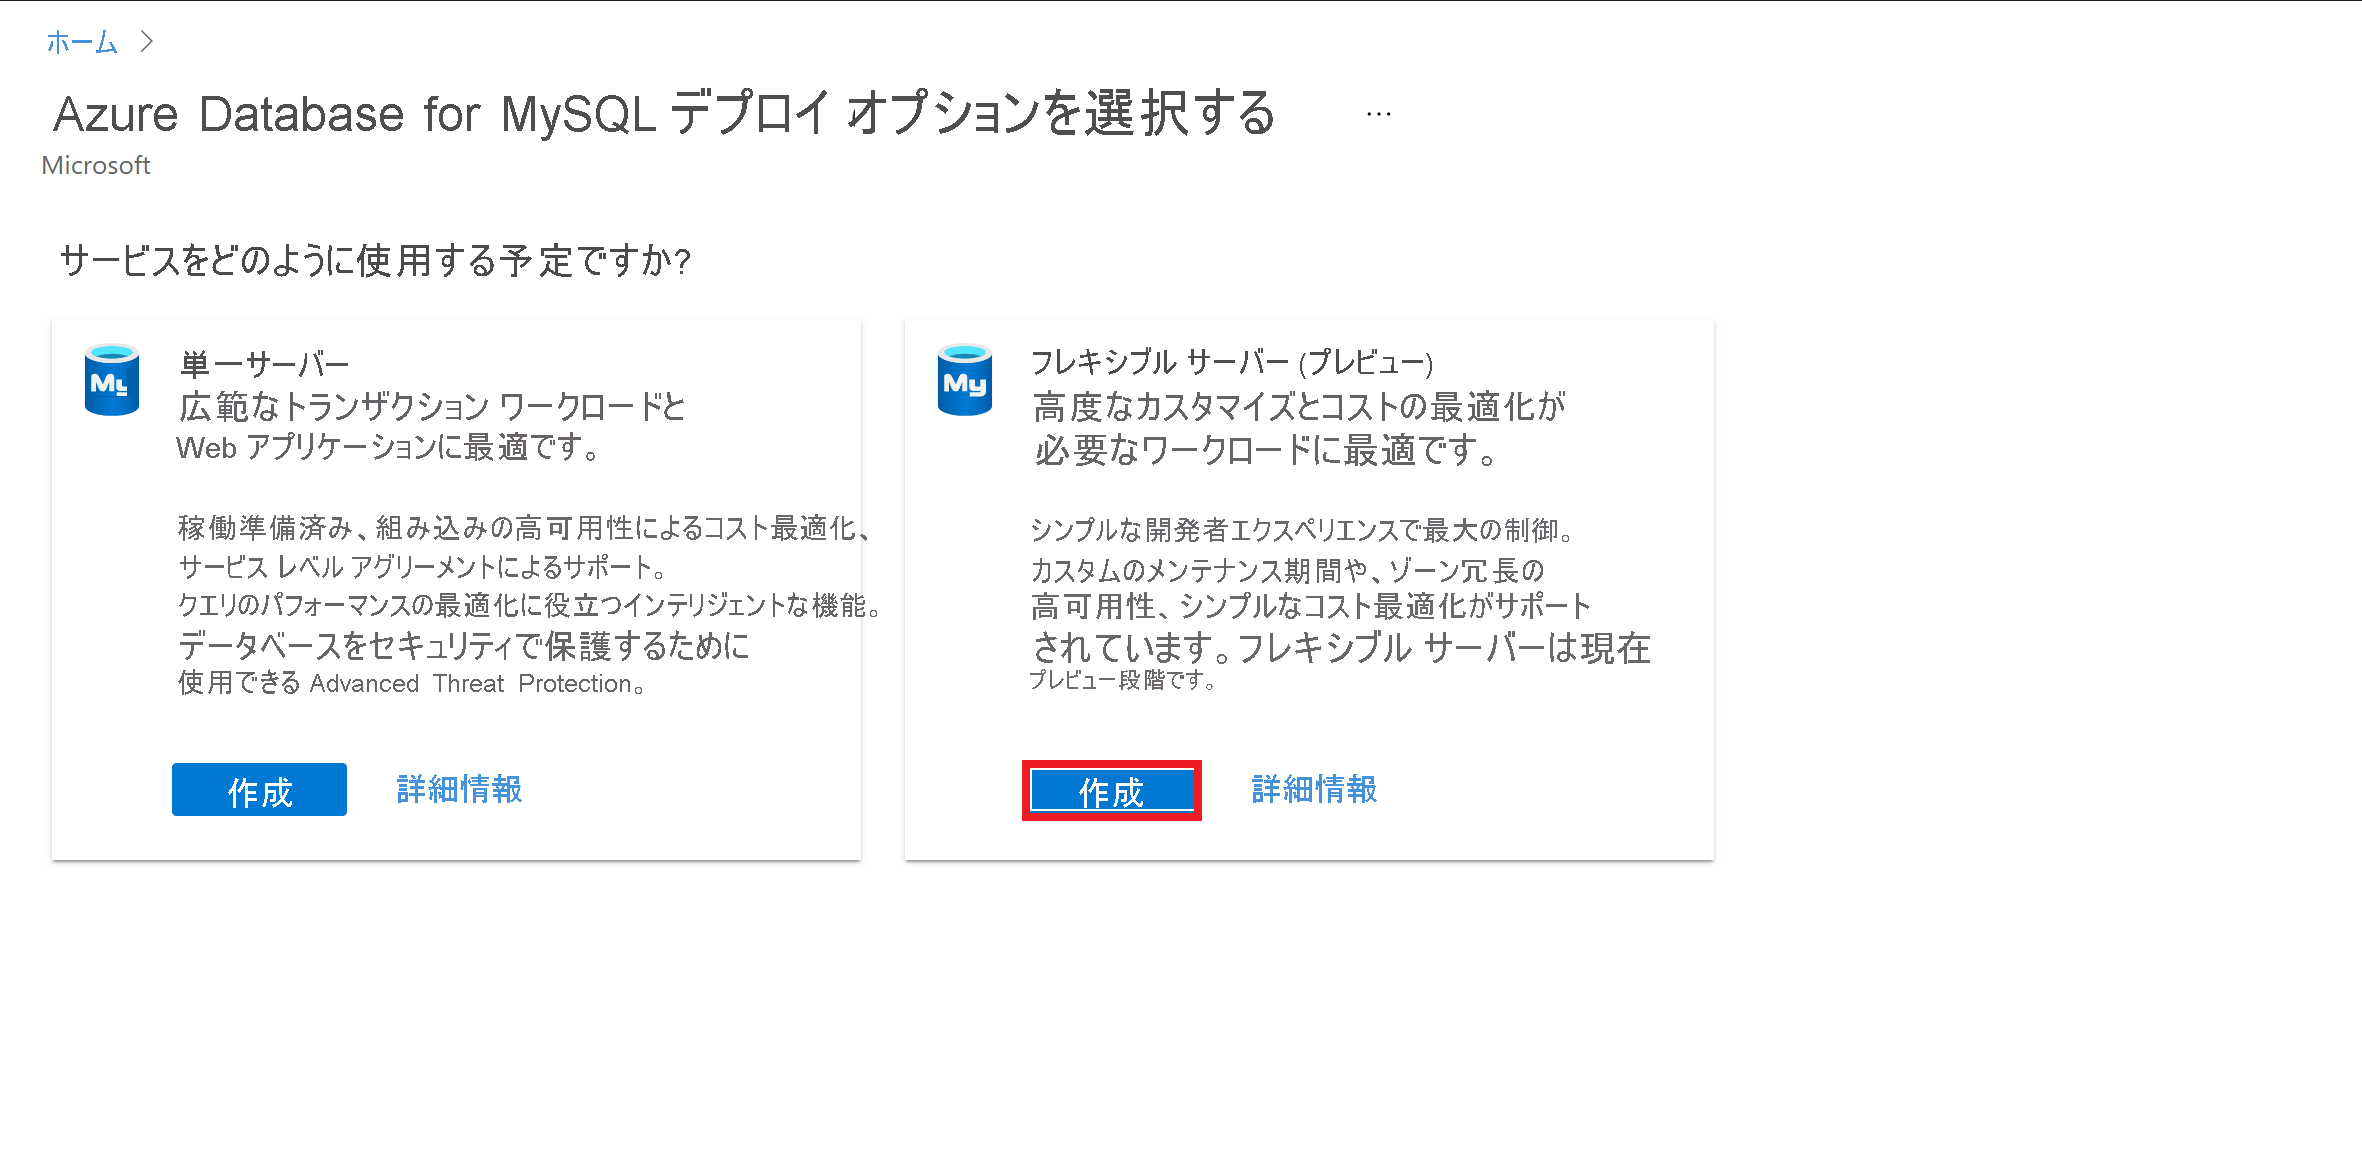 ホーム
Azure Database for MySQL デプロイ オプションを選択する
Microsoft
サービスをどのように使用する予定ですか?
My
単一サーバー
広範なトランザクション ワークロードと
Web アプリケーションに最適です。
稼働準備済み、組み込みの高可用性によるコスト最適化、
サービス レベル アグリーメントによるサポート。
クエリのパフォーマンスの最適化に役立つインテリジェントな機能。
データベースをセキュリティで保護するために
使用できる Advanced Threat Protection。
作成 詳細情報
My
フレキシブル サーバー (プレビュー)
高度なカスタマイズとコストの最適化が
必要なワークロードに最適です。
シンプルな開発者エクスペリエンスで最大の制御。
カスタムのメンテナンス期間や、ゾーン冗長の
高可用性、シンプルなコスト最適化がサポート
されています。フレキシブル サーバーは現在
プレビュー段階です。
作成 詳細情報